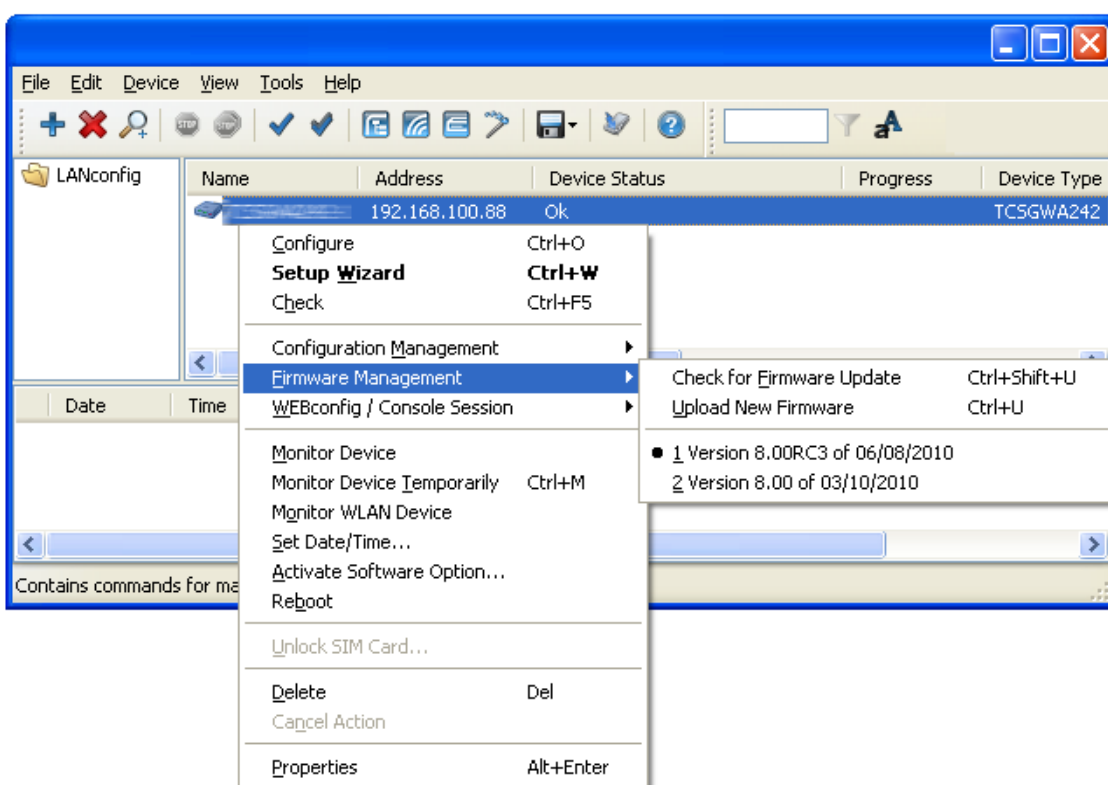 File Edit Device View Tools Help
STOP STOP
LANconfig
Name Address Device Status Progress Device Type
192.168.100.88 Ok TCSGWA242
Configure Ctrl+O
Setup Wizard Ctrl+W
Check Ctrl+F5
Configuration Management
Firmware Management
Check for Firmware Update Ctrl+Shift+U
Date Time
WEBconfig / Console Session
Upload New Firmware Ctrl+U
Monitor Device
1 Version 8.00RC3 of 06/08/2010
Monitor Device Temporarily Ctrl+M
2 Version 8.00 of 03/10/2010
Monitor WLAN Device
Set Date/Time...
Activate Software Option...
Contains commands for ma
Reboot
Unlock SIM Card...
Delete Del
Cancel Action
Properties Alt+Enter